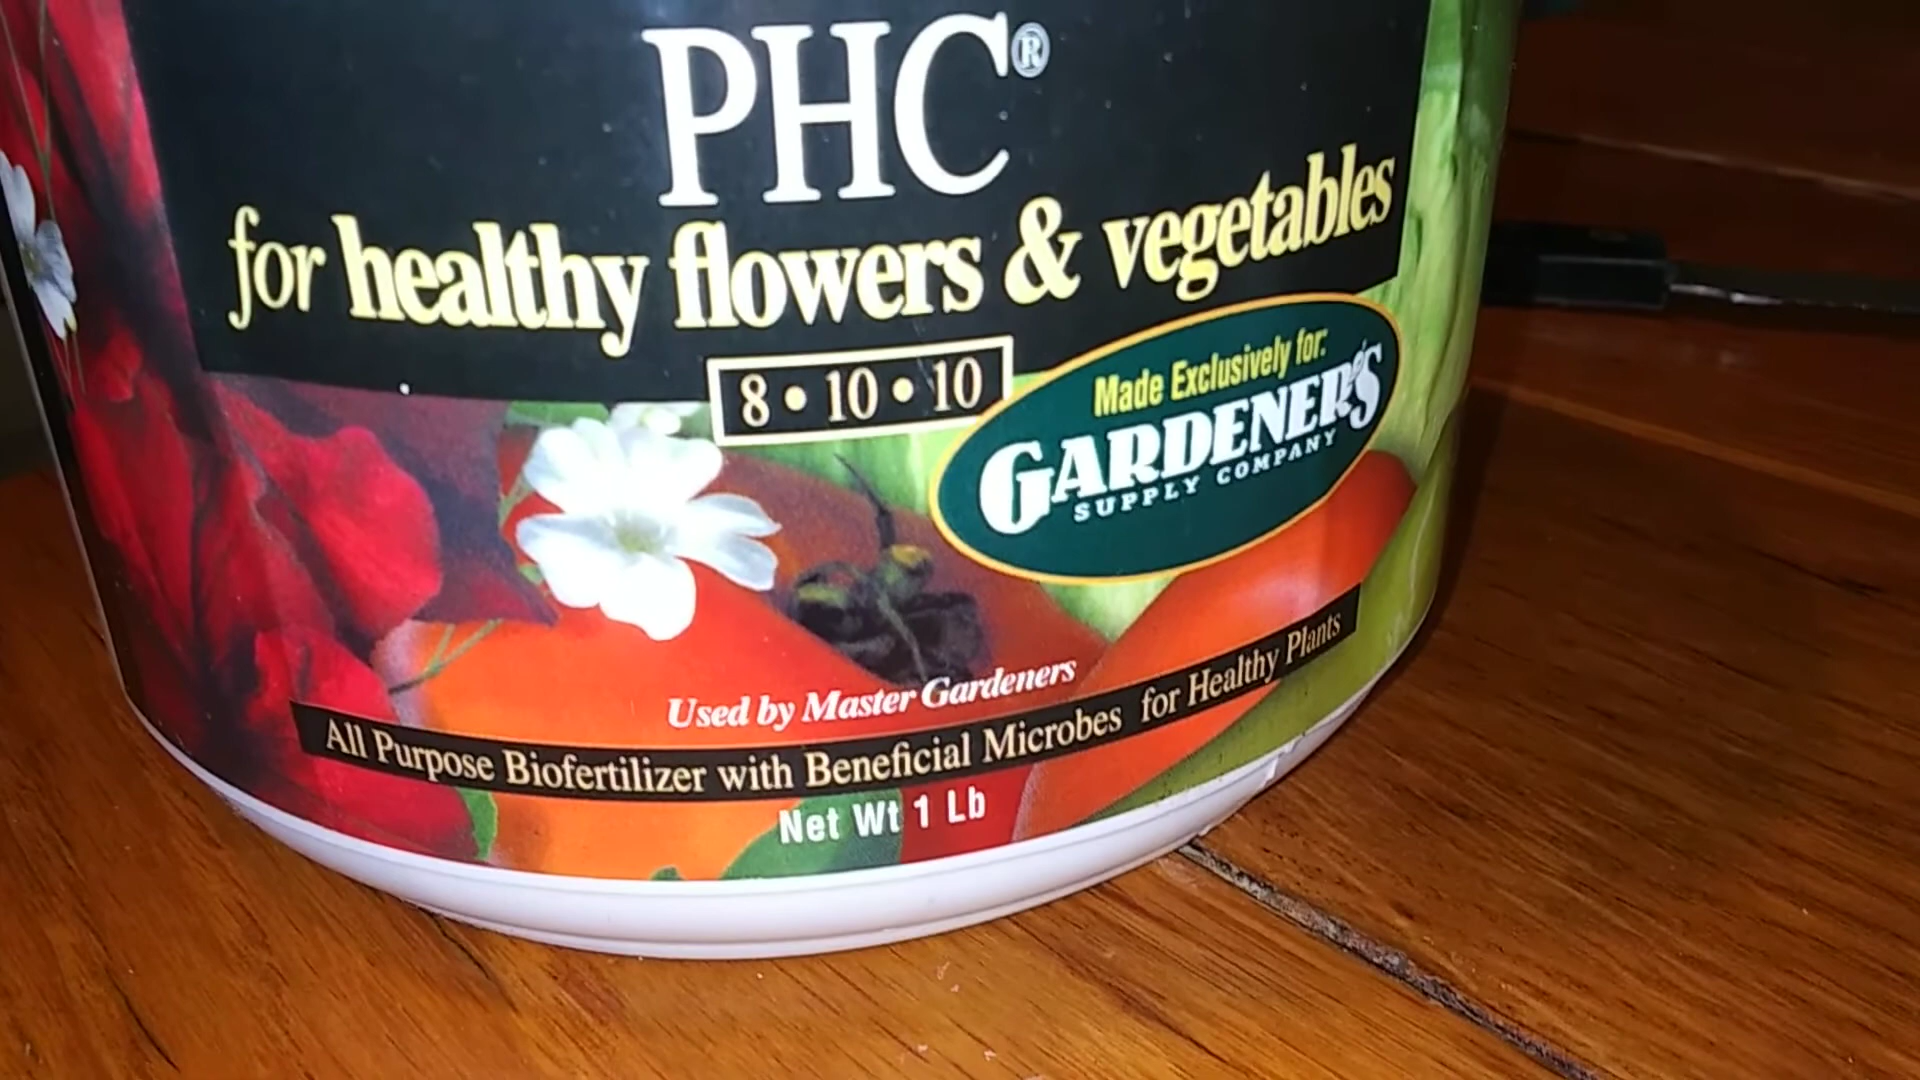 PHC®
for healthy flowers & vegetables
8 • 10 • 10
Made Exclusively for:
GARDENER'S
SUPPLY COMPANY
Used by Master Gardeners
All Purpose Biofertilizer with Beneficial Microbes for Healthy Plants
Net Wt 1 Lb